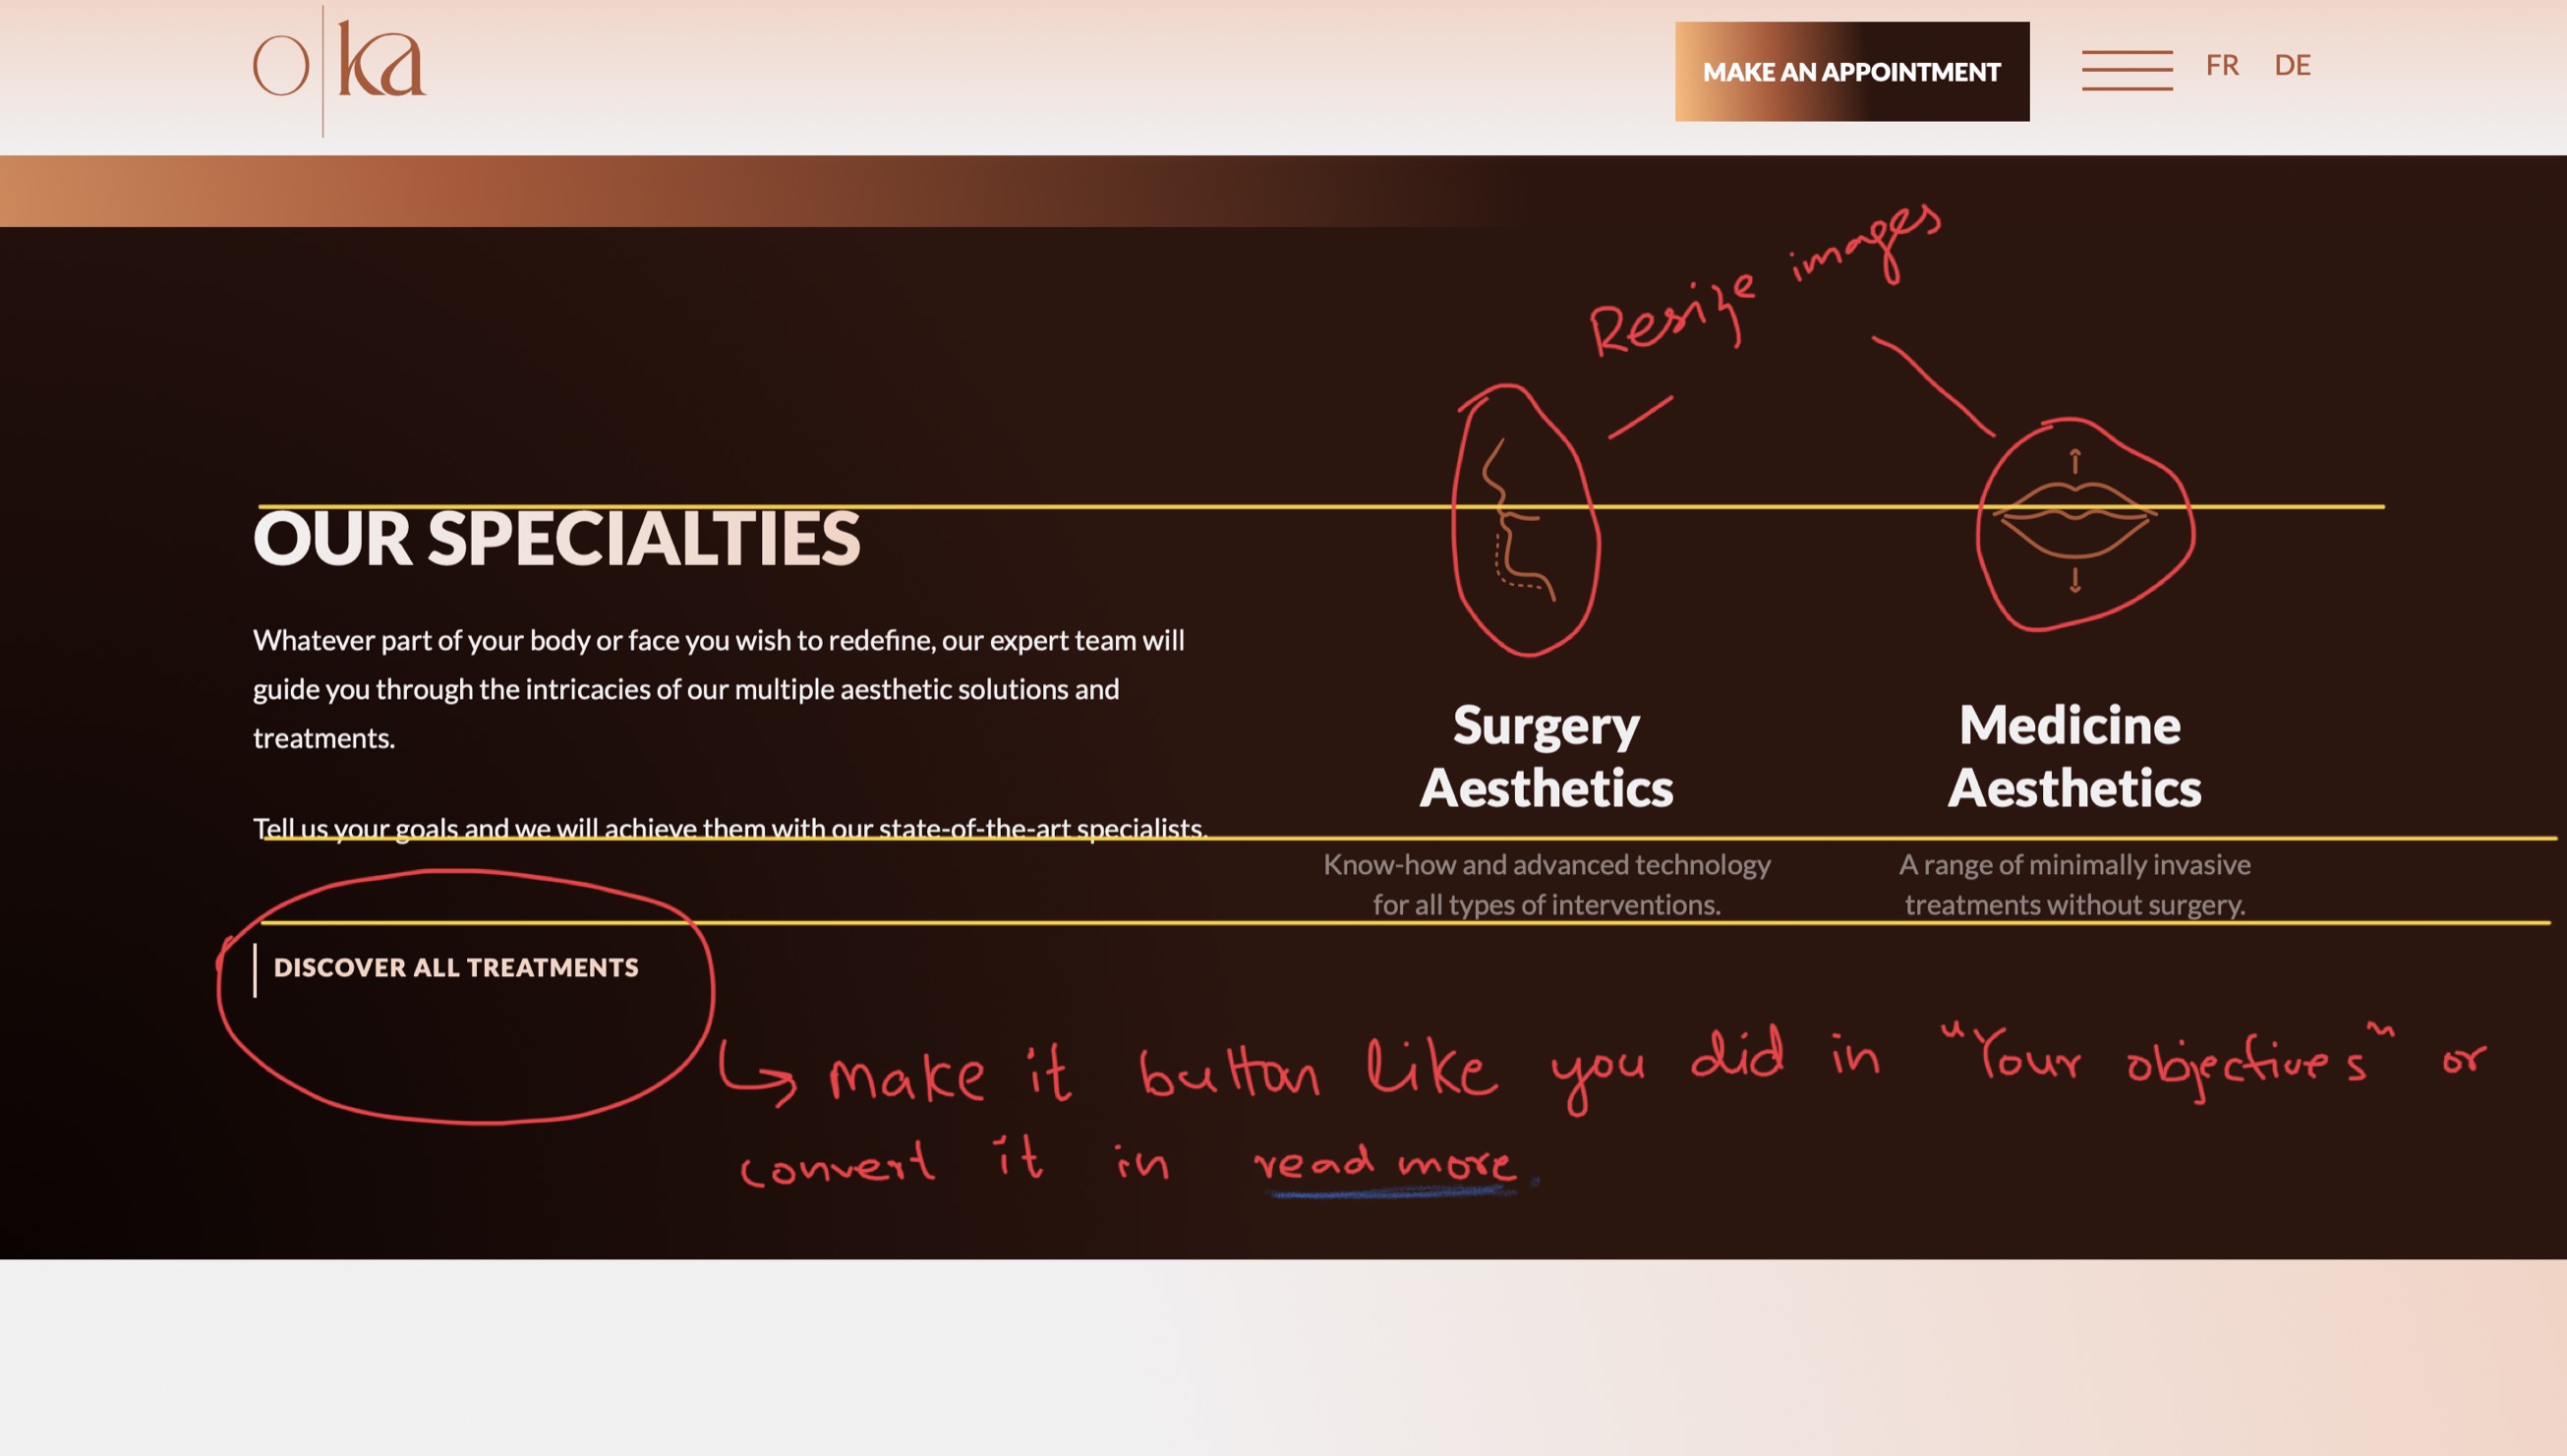 o ka
MAKE AN APPOINTMENT
FR DE
Resize images
OUR SPECIALTIES
Whatever part of your body or face you wish to redefine, our expert team will
guide you through the intricacies of our multiple aesthetic solutions and
treatments.
Tell us your goals and we will achieve them with our state-of-the-art specialists.
Surgery
Aesthetics
Know-how and advanced technology
for all types of interventions.
Medicine
Aesthetics
A range of minimally invasive
treatments without surgery.
DISCOVER ALL TREATMENTS
Make it button like you did in "Your objectives" or
convert it in read more.